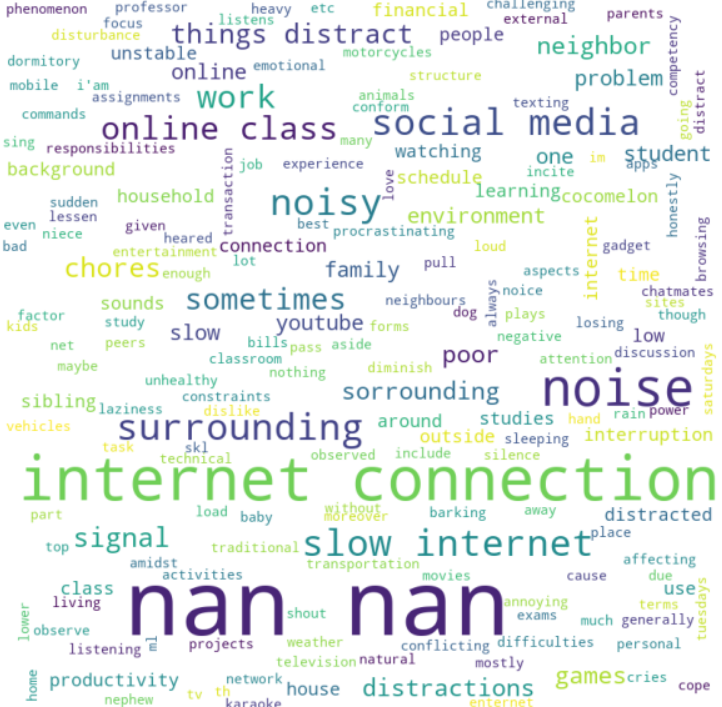 phenomenon professor heavy etc financial challenging
focus listens external parents
disturbance things distract people neighbor
dormitory unstable motorcycles competency
online emotional structure problem distract
mobile i'am assignments work animals
commands conform texting going
online class social media
sing responsibilities many
background transaction job experience watching one im apps student
love incite honestly
household schedule learning cocomelon
sudden noisy environment
lessen best
even niece given heared connection procrastinating internet browsing
bad entertainment loud gadget
chores enough lot family pull aspects time
always noice chatmates
sounds sometimes neighbours sites
factor dog plays though
kids study slow youtube forms negative losing low
net peers bills pass aside poor discussion
maybe classroom nothing diminish attention saturdays
unhealthy
sibling constraints sorrounding noise
laziness dislike rain power
vehicles surrounding around studies hand
task skl outside sleeping interruption
technical observed include silence
internet connection
part load baby without barking away distracted
moreover
top signal traditional slow internet place
amidst transportation affecting
class activities movies cause due use
living nan nan annoying terms tuesdays
lower observe shout exams much generally
listening ml projects weather conflicting difficulties personal
television natural mostly
home productivity network house distractions games cries cope
nephew tv th karaoke enternet